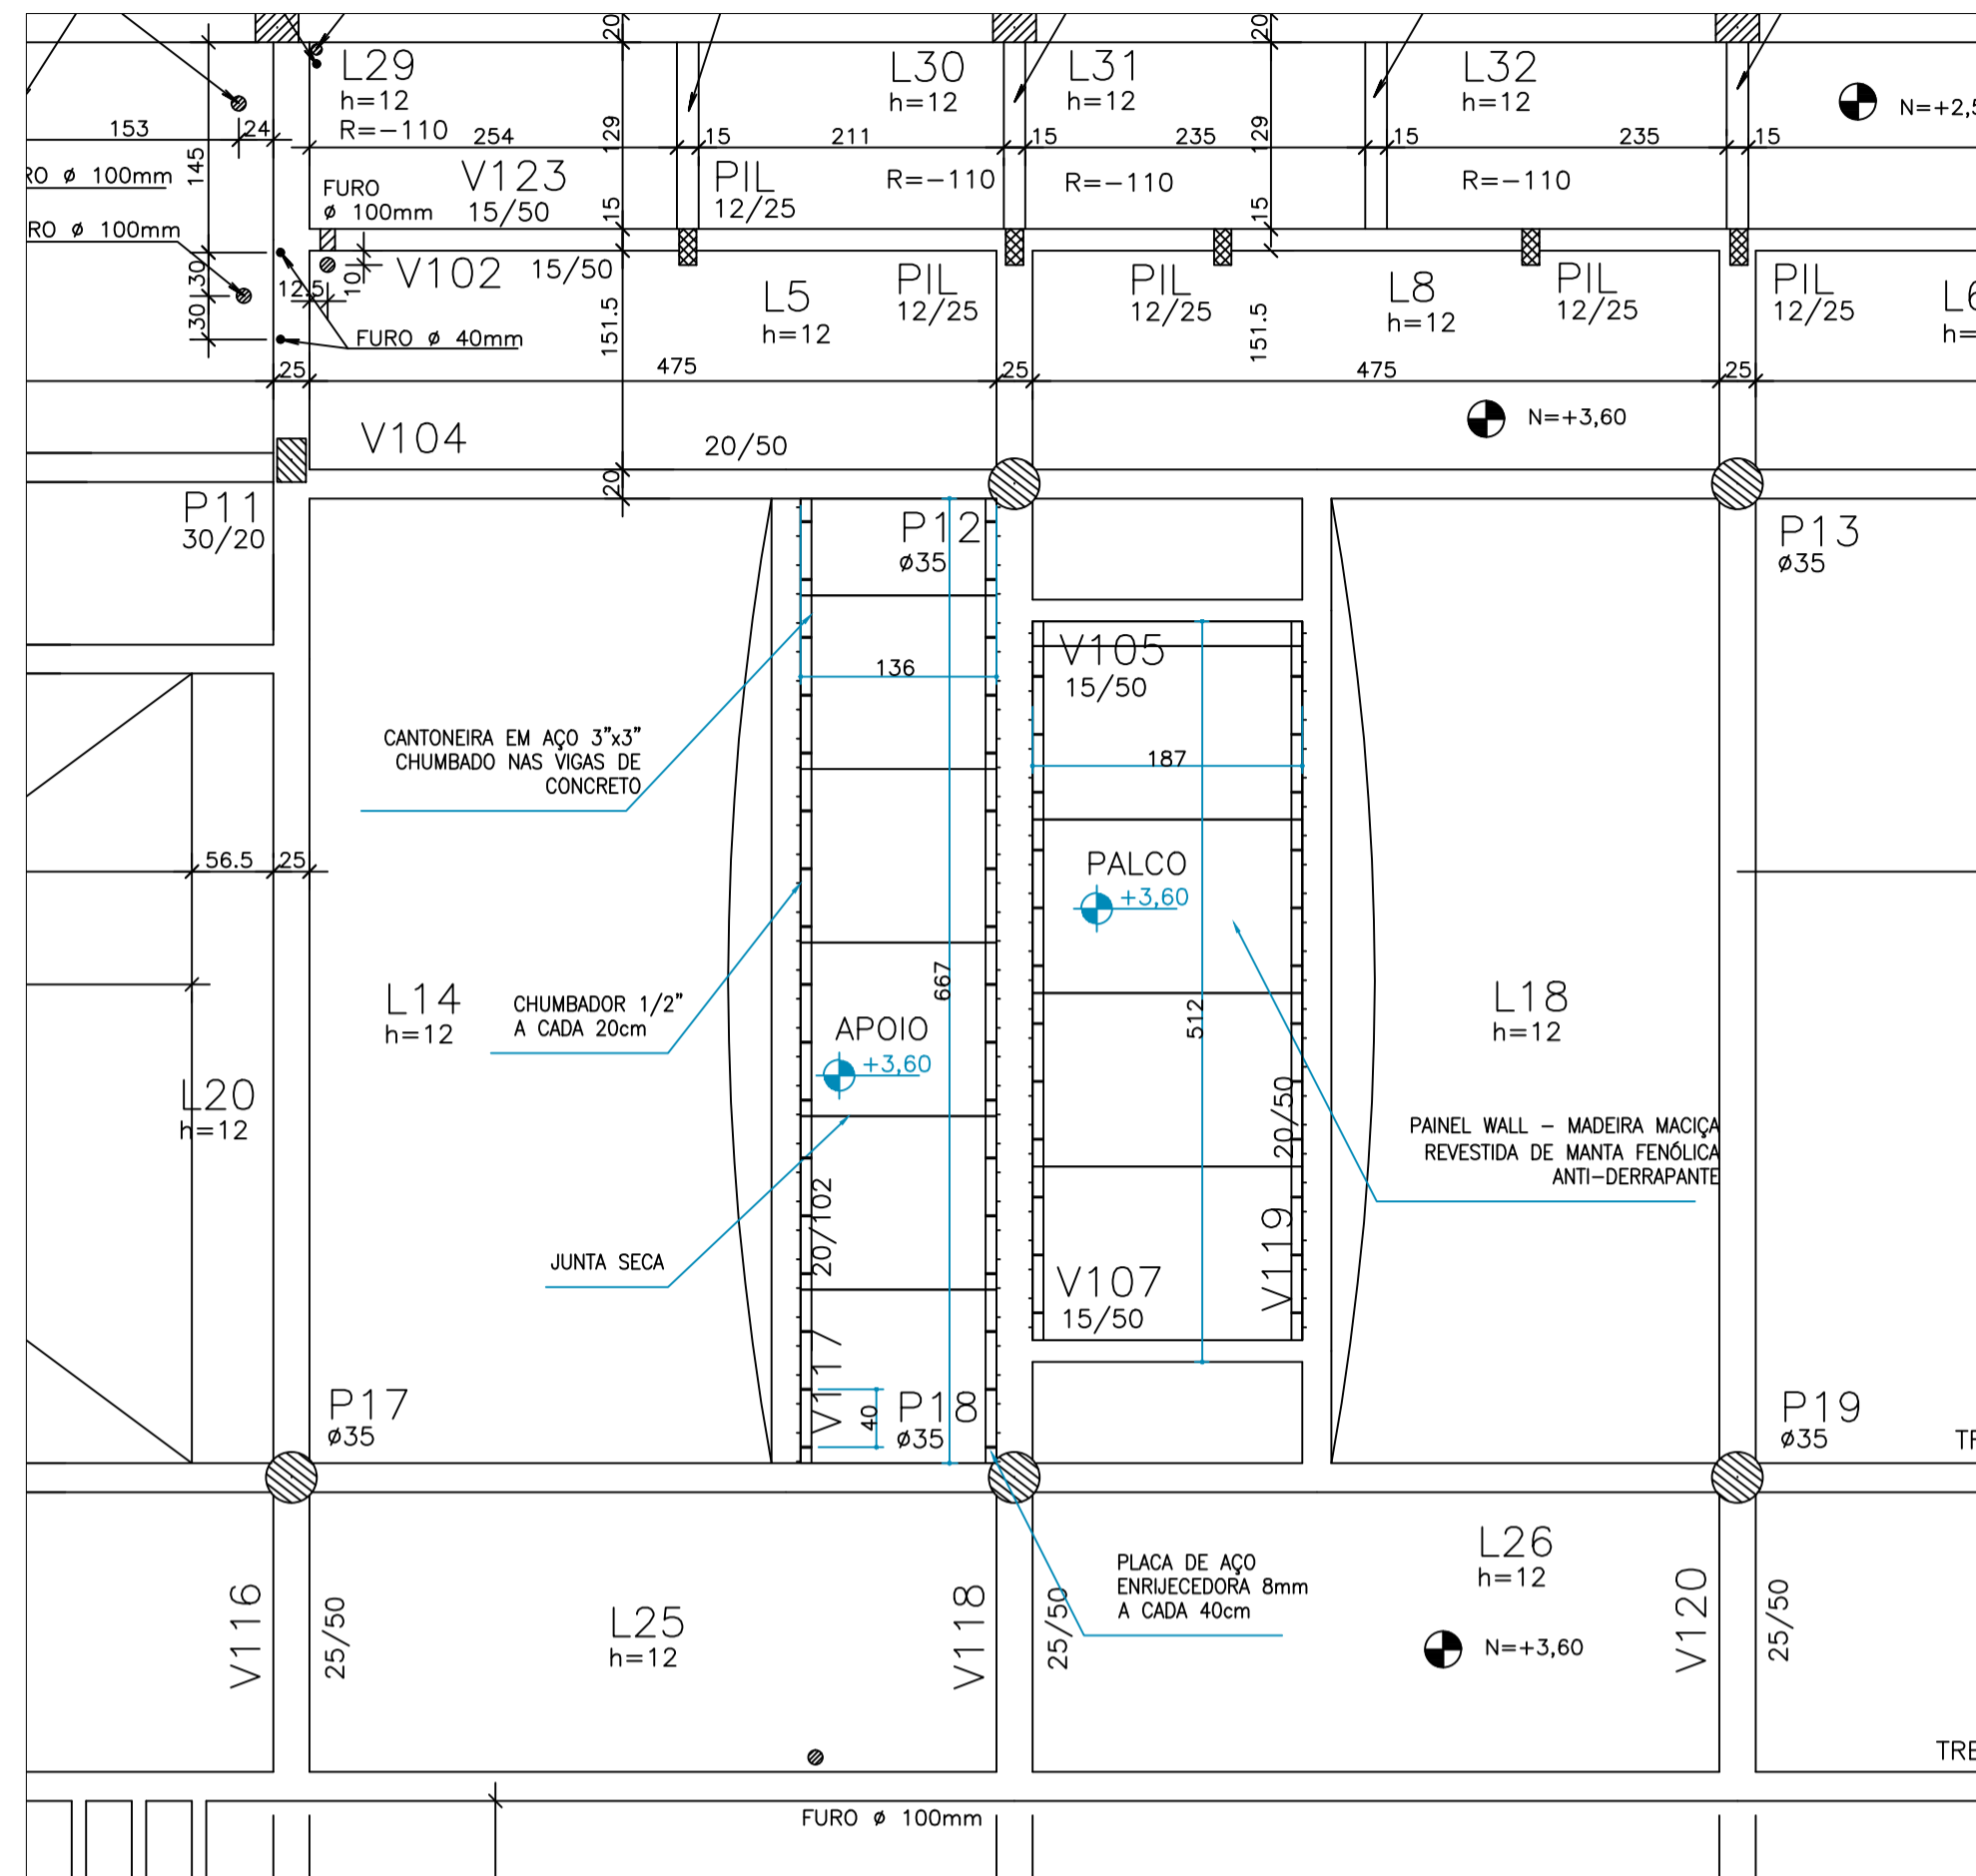 20
20
L29
h=12
R=-110
L30
h=12
L31
h=12
L32
h=12
153
24
254
129
15
211
15
235
129
15
235
15
145
Ø 100mm
FURO
Ø 100mm
V123
15/50
15
PIL
12/25
R=-110
R=-110
15
R=-110
Ø 100mm
30
30
12.5
10
V102
15/50
151.5
L5
h=12
PIL
12/25
PIL
12/25
151.5
L8
h=12
PIL
12/25
PIL
12/25
FURO Ø 40mm
25
475
25
475
25
V104
20/50
N=+3,60
20
P11
30/20
P12
Ø35
P13
Ø35
V105
15/50
136
187
CANTONEIRA EM AÇO 3"x3"
CHUMBADO NAS VIGAS DE
CONCRETO
56.5
25
PALCO
+3,60
667
512
L14
h=12
CHUMBADOR 1/2"
A CADA 20cm
APOIO
+3,60
L18
h=12
L20
h=12
20/50
PAINEL WALL - MADEIRA MACIÇA
REVESTIDA DE MANTA FENÓLICA
ANTI-DERRAPANTE
20/102
V119
JUNTA SECA
V107
15/50
V117
40
P17
Ø35
P18
Ø35
P19
Ø35
V116
25/50
L25
h=12
V118
25/50
PLACA DE AÇO
ENRIJECEDORA 8mm
A CADA 40cm
L26
h=12
N=+3,60
V120
25/50
FURO Ø 100mm